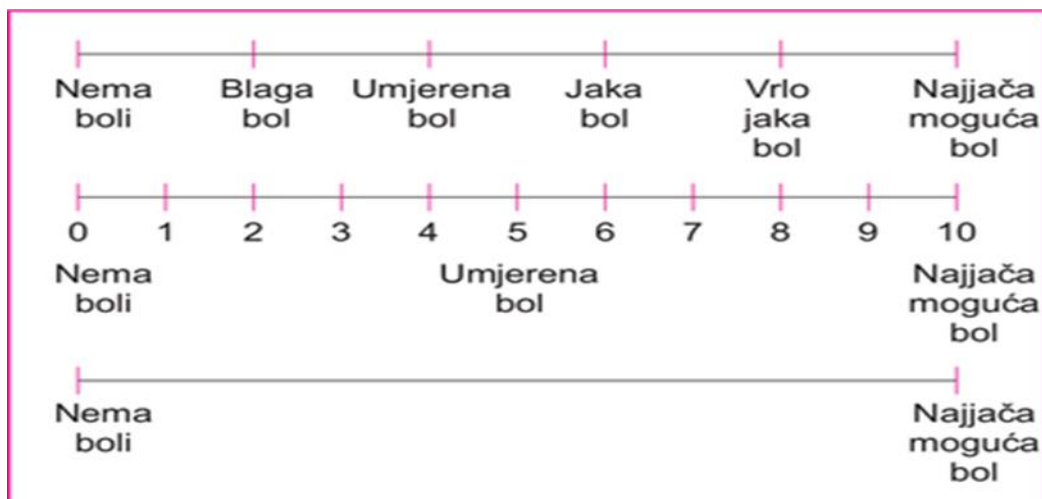 Nema Blaga Umjerena Jaka Vrlo Najjača
boli bol bol bol jaka moguća
bol bol
0 1 2 3 4 5 6 7 8 9 10
Nema Umjerena Najjača
boli bol moguća
bol
Nema Najjača
boli moguća
bol